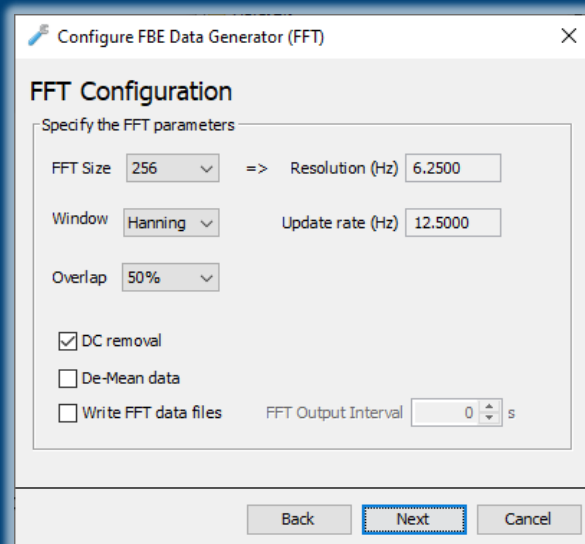 Configure FBE Data Generator (FFT)
FFT Configuration
Specify the FFT parameters
FFT Size 256 => Resolution (Hz) 6.2500
Window Hanning Update rate (Hz) 12.5000
Overlap 50%
DC removal
De-Mean data
Write FFT data files FFT Output Interval 0 s
Back Next Cancel